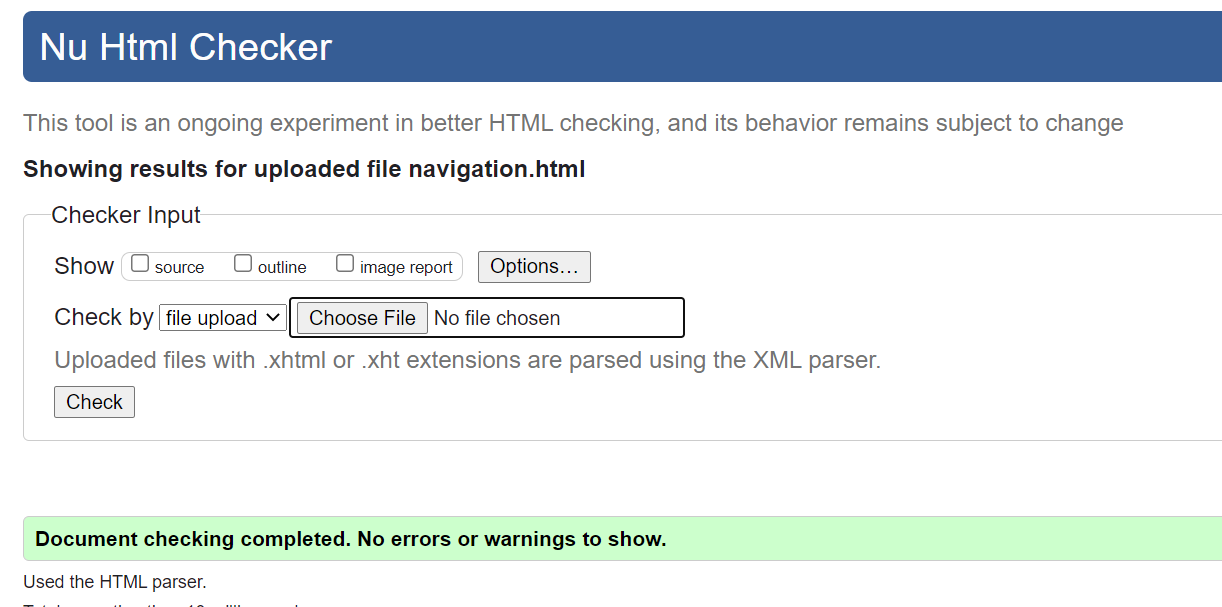 Nu Html Checker
This tool is an ongoing experiment in better HTML checking, and its behavior remains subject to change
Showing results for uploaded file navigation.html
Checker Input
Show source outline image report Options...
Check by file upload Choose File No file chosen
Uploaded files with .xhtml or .xht extensions are parsed using the XML parser.
Check
Document checking completed. No errors or warnings to show.
Used the HTML parser.